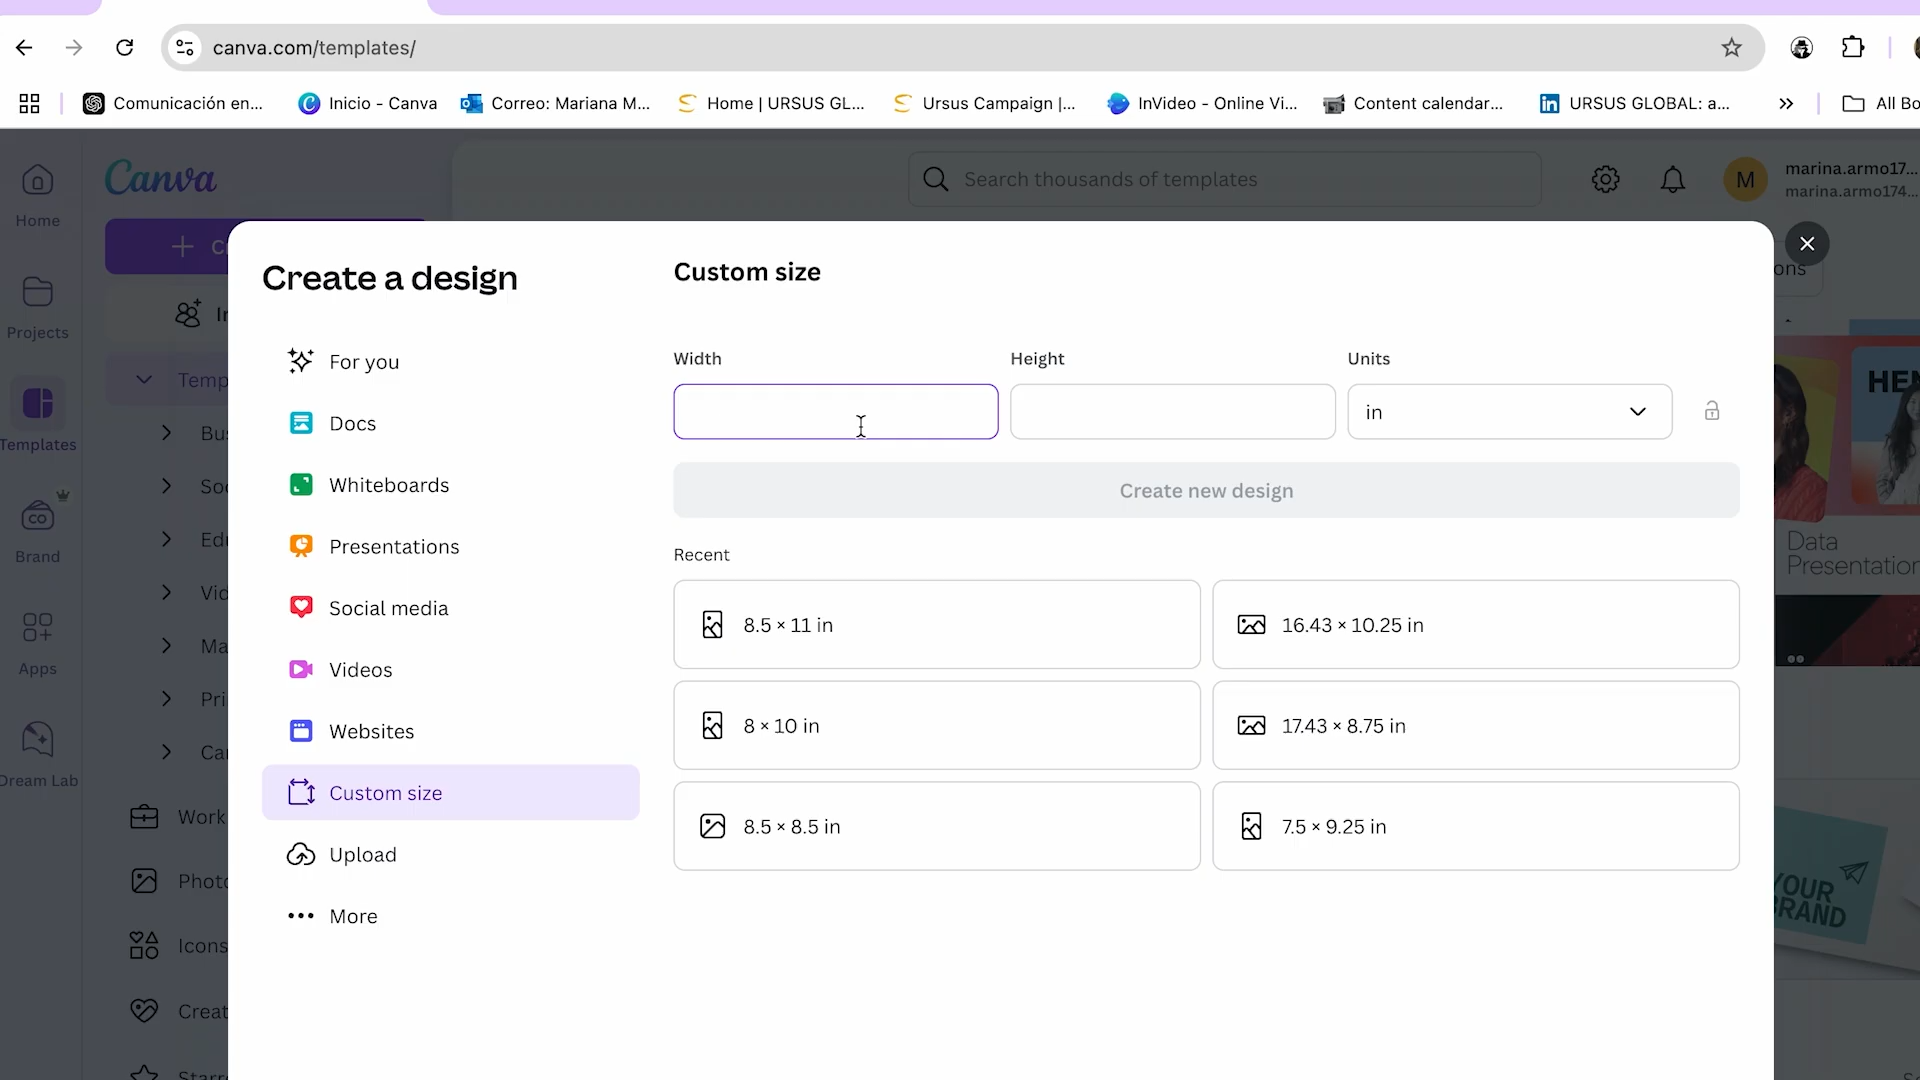 canva.com/templates/
Comunicación en...
Inicio - Canva
Correo: Mariana M...
Home | URSUS GL...
Ursus Campaign |...
InVideo - Online Vi...
Content calendar...
URSUS GLOBAL: a...
All Bo
Canva
Search thousands of templates
M
marina.armo17...
marina.armo174...
Home
Projects
Templates
Brand
Apps
Dream Lab
Temp
Work
Icons
Create a design
For you
Docs
Whiteboards
Presentations
Social media
Videos
Websites
Custom size
Upload
More
Custom size
Width
Height
Units
in
Create new design
Recent
8.5 × 11 in
16.43 × 10.25 in
8 × 10 in
17.43 × 8.75 in
8.5 × 8.5 in
7.5 × 9.25 in
ons
HEN
Data
Presentation
YOUR
BRAND